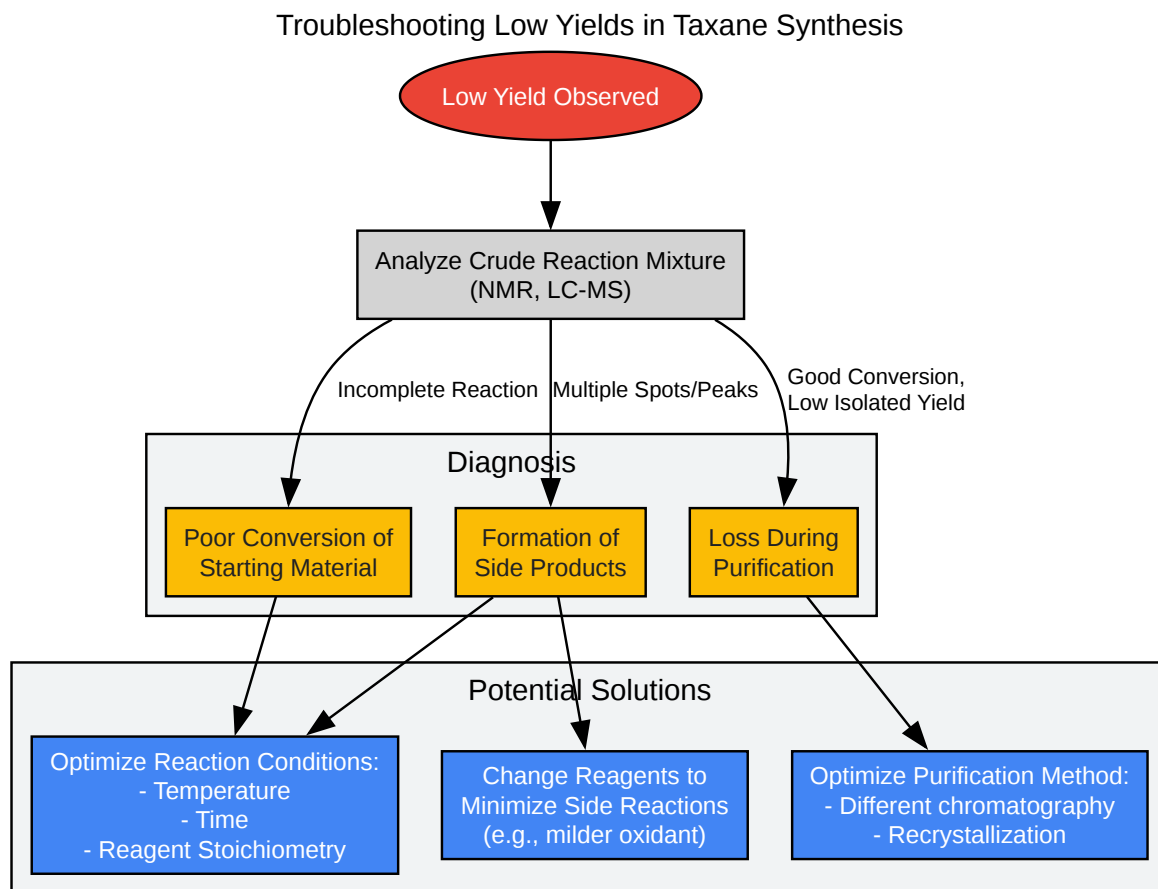 Troubleshooting Low Yields in Taxane Synthesis
Low Yield Observed
Analyze Crude Reaction Mixture
(NMR, LC-MS)
Incomplete Reaction
Multiple Spots/Peaks
Good Conversion,
Low Isolated Yield
Diagnosis
Poor Conversion of
Starting Material
Formation of
Side Products
Loss During
Purification
Potential Solutions
Optimize Reaction Conditions:
- Temperature
- Time
- Reagent Stoichiometry
Change Reagents to
Minimize Side Reactions
(e.g., milder oxidant)
Optimize Purification Method:
- Different chromatography
- Recrystallization